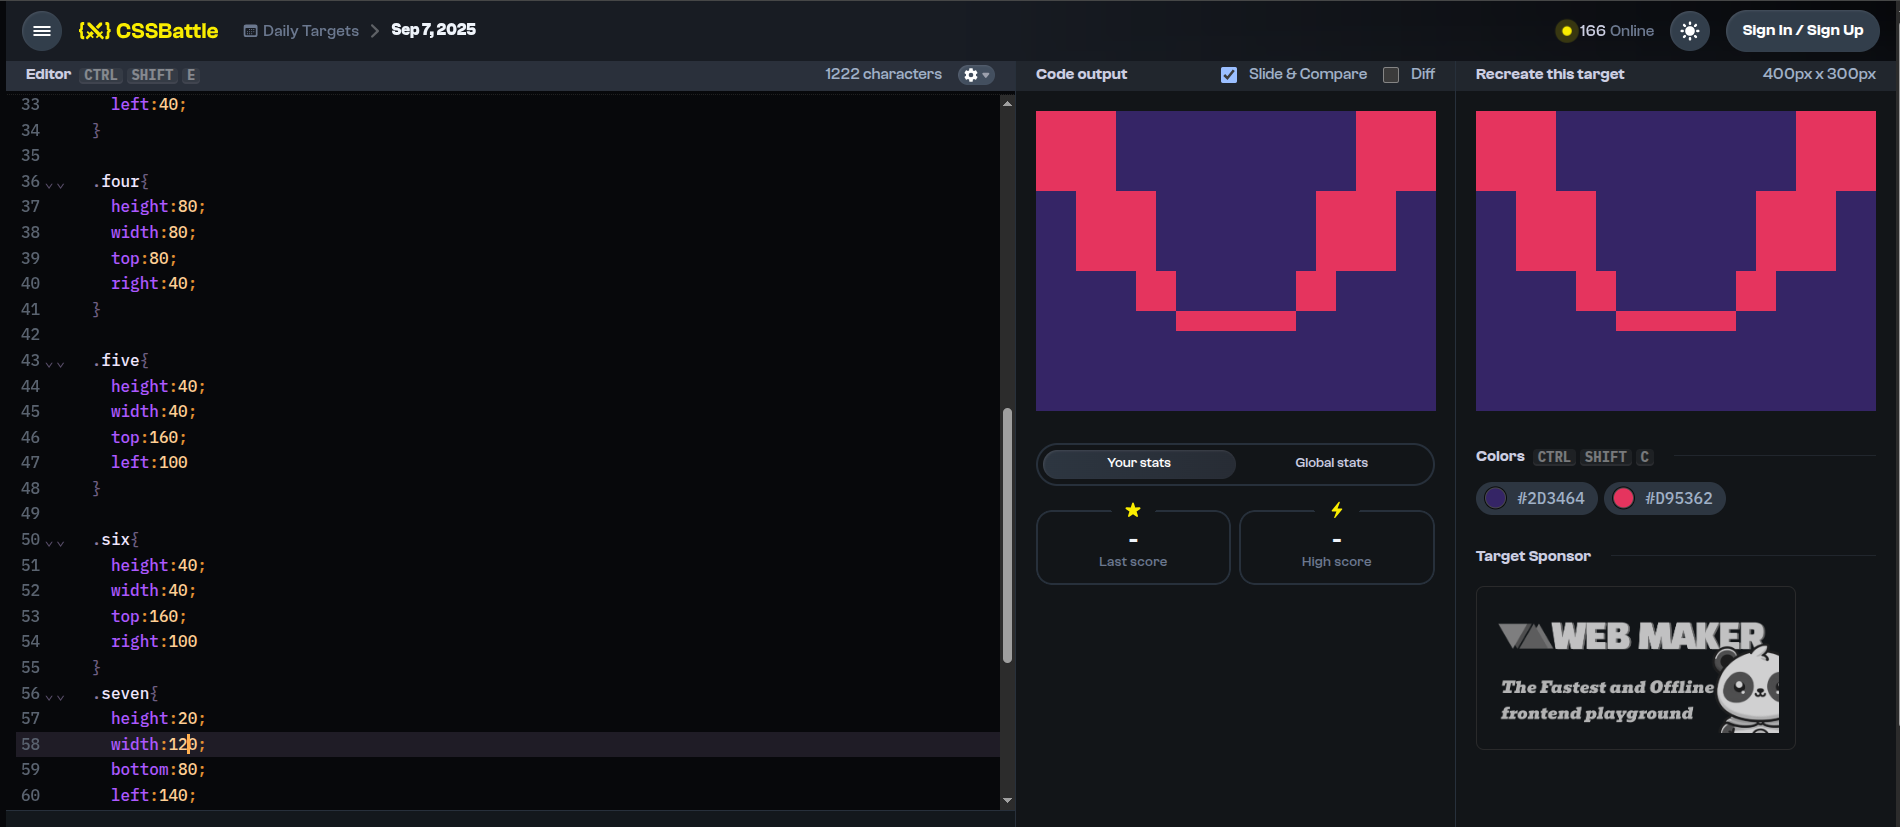 CSSBattle
Daily Targets
Sep 7, 2025
166 Online
Sign In / Sign Up
Editor CTRL SHIFT E
1222 characters
33 left:40;
34 }
35
36 .four{
37 height:80;
38 width:80;
39 top:80;
40 right:40;
41 }
42
43 .five{
44 height:40;
45 width:40;
46 top:160;
47 left:100
48 }
49
50 .six{
51 height:40;
52 width:40;
53 top:160;
54 right:100
55 }
56 .seven{
57 height:20;
58 width:120;
59 bottom:80;
60 left:140;
Code output
Slide & Compare
Diff
Your stats
Global stats
-
Last score
-
High score
Recreate this target
400px x 300px
Colors CTRL SHIFT C
#2D3464 #D95362
Target Sponsor
WEB MAKER
The Fastest and Offline
frontend playground